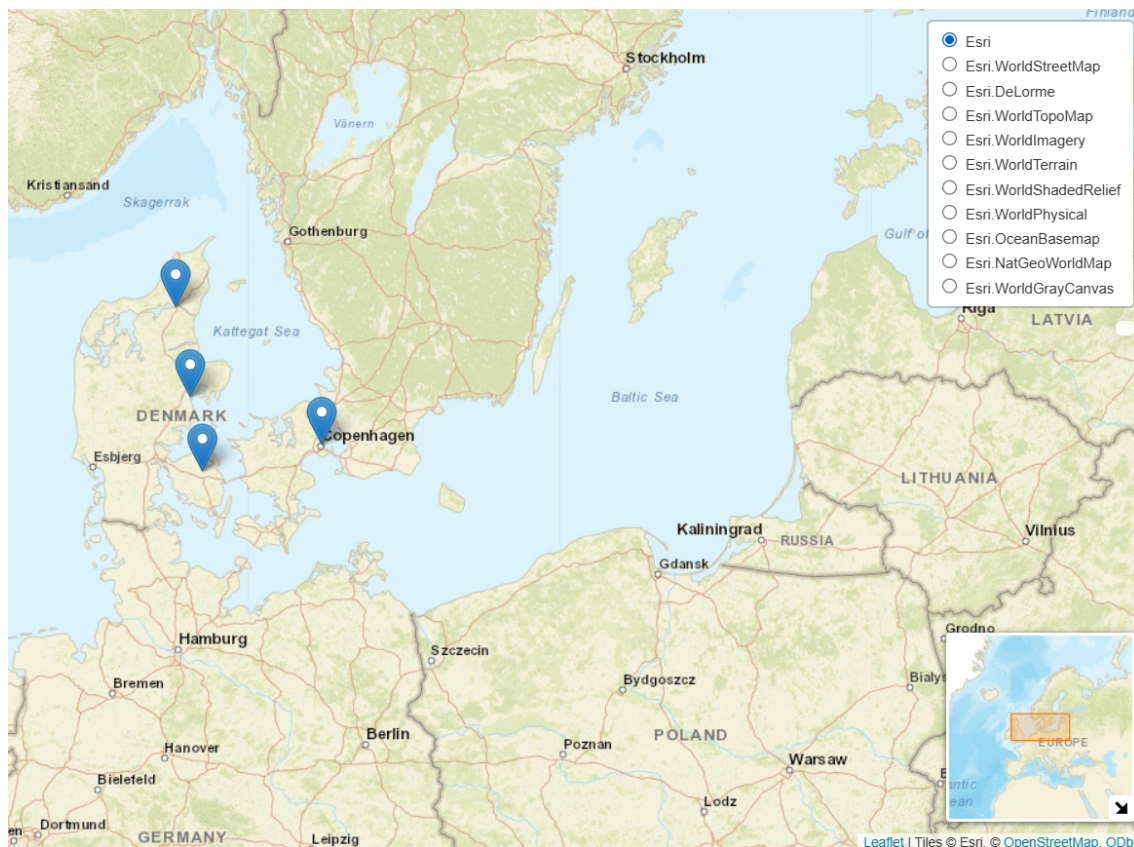 Finland
Stockholm
Vänern
Kristiansand
Skagerrak
Gothenburg
Gulf of
Kattegat Sea
Riga
LATVIA
Baltic Sea
DENMARK
Copenhagen
Esbjerg
LITHUANIA
Kaliningrad
RUSSIA
Vilnius
Gdansk
Hamburg
Grodno
Szczecin
Bremen
Bydgoszcz
Bialys
Berlin
POLAND
Hanover
Poznan
Warsaw
Bielefeld
Lodz
Dortmund
GERMANY
Leipzig
en
Esri
Esri.WorldStreetMap
Esri.DeLorme
Esri.WorldTopoMap
Esri.WorldImagery
Esri.WorldTerrain
Esri.WorldShadedRelief
Esri.WorldPhysical
Esri.OceanBasemap
Esri.NatGeoWorldMap
Esri.WorldGrayCanvas
EUROPE
antic
ean
Leaflet | Tiles © Esri, © OpenStreetMap, ODb